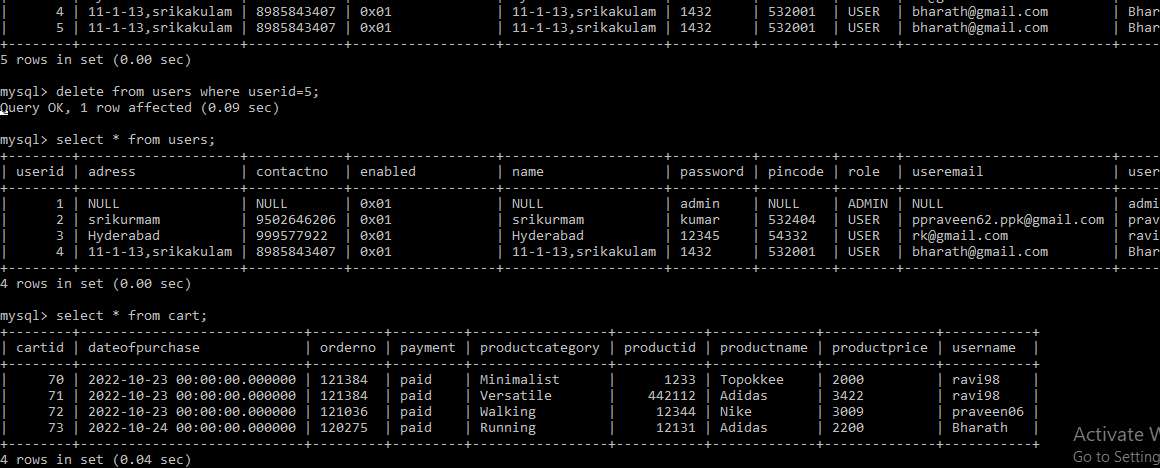 |      4 | 11-1-13,srikakulam | 8985843407 | 0x01             | 11-1-13,srikakulam | 1432     | 532001  | USER  | bharath@gmail.com        | Bhar
|      5 | 11-1-13,srikakulam | 8985843407 | 0x01             | 11-1-13,srikakulam | 1432     | 532001  | USER  | bharath@gmail.com        | Bhar
5 rows in set (0.00 sec)
mysql> delete from users where userid=5;
Query OK, 1 row affected (0.09 sec)
mysql> select * from users;
| userid | adress             | contactno  | enabled          | name               | password | pincode | role  | useremail                | user
|      1 | NULL               | NULL       | 0x01             | NULL               | admin    | NULL    | ADMIN | NULL                     | admi
|      2 | srikurmam          | 9502646206 | 0x01             | srikurmam          | kumar    | 532404  | USER  | ppraveen62.ppk@gmail.com | prav
|      3 | Hyderabad          | 999577922  | 0x01             | Hyderabad          | 12345    | 54332   | USER  | rk@gmail.com             | ravi
|      4 | 11-1-13,srikakulam | 8985843407 | 0x01             | 11-1-13,srikakulam | 1432     | 532001  | USER  | bharath@gmail.com        | Bhar
4 rows in set (0.00 sec)
mysql> select * from cart;
| cartid | dateofpurchase             | orderno | payment | productcategory | productid | productname | productprice | username  |
|     70 | 2022-10-23 00:00:00.000000 | 121384  | paid    | Minimalist      |      1233 | Topokkee    | 2000         | ravi98    |
|     71 | 2022-10-23 00:00:00.000000 | 121384  | paid    | Versatile       |    442112 | Adidas      | 3422         | ravi98    |
|     72 | 2022-10-23 00:00:00.000000 | 121036  | paid    | Walking         |     12344 | Nike        | 3009         | praveen06 |
|     73 | 2022-10-24 00:00:00.000000 | 120275  | paid    | Running         |     12131 | Adidas      | 2200         | Bharath   |
4 rows in set (0.04 sec)
Activate W
Go to Setting